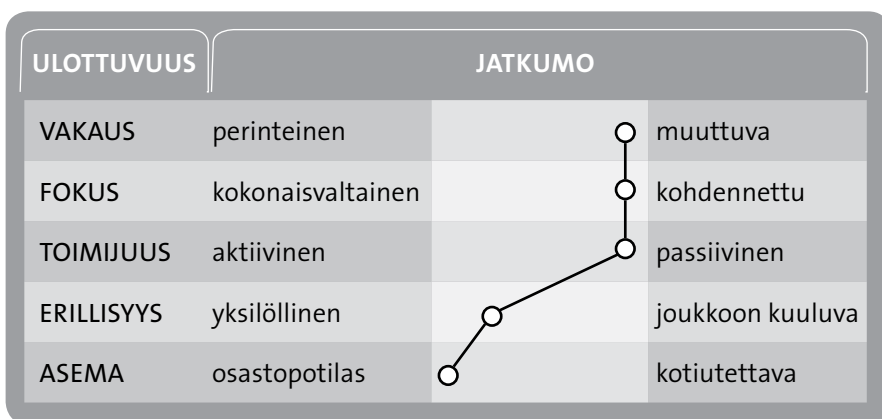 ULOTTUVUUS JATKUMO
VAKAUS perinteinen muuttuva
FOKUS kokonaisvaltainen kohdennettu
TOIMIJUUS aktiivinen passiivinen
ERILLISYYS yksilöllinen joukkoon kuuluva
ASEMA osastopotilas kotiutettava